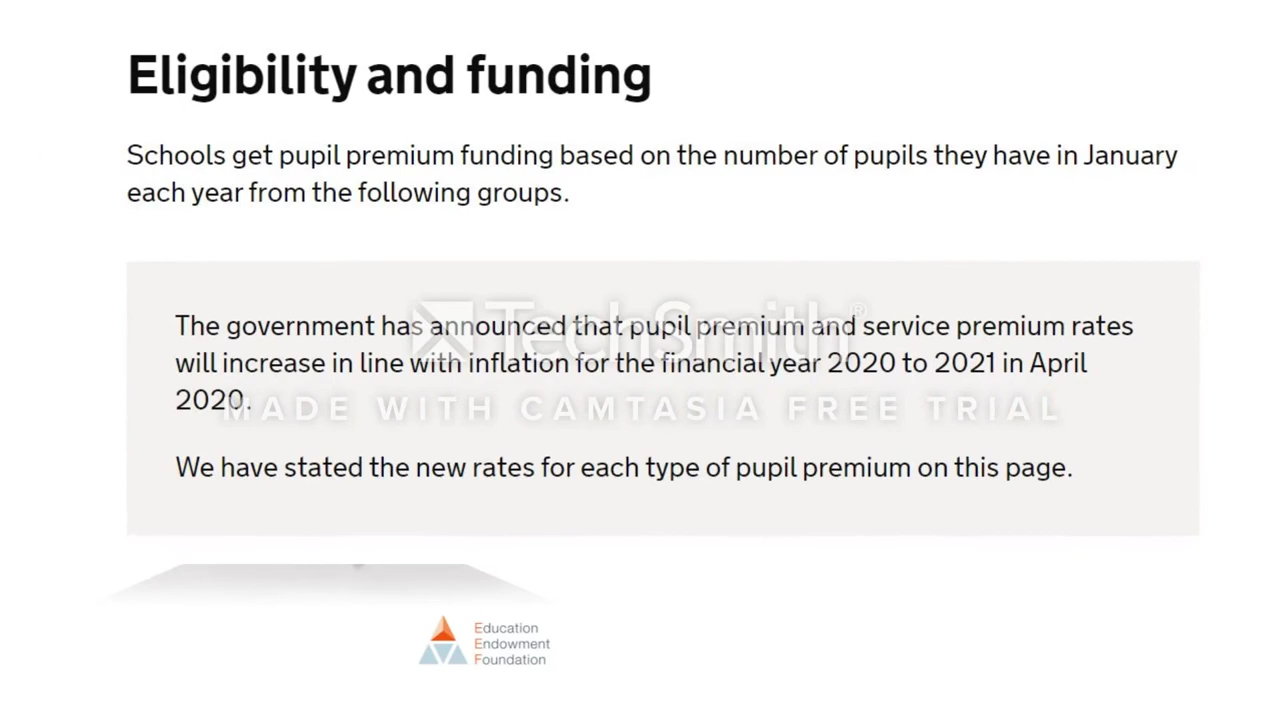 Eligibility and funding
Schools get pupil premium funding based on the number of pupils they have in January
each year from the following groups.
The government has announced that pupil premium and service premium rates
will increase in line with inflation for the financial year 2020 to 2021 in April
2020.
We have stated the new rates for each type of pupil premium on this page.
TechSmith®
MADE WITH CAMTASIA FREE TRIAL
Education
Endowment
Foundation